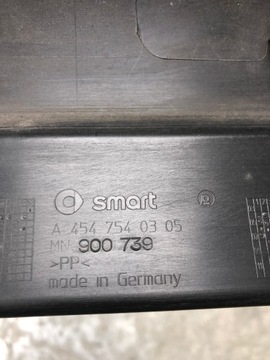 smart
A 454 754 03 05
MN 900 739
>PP<
made in Germany